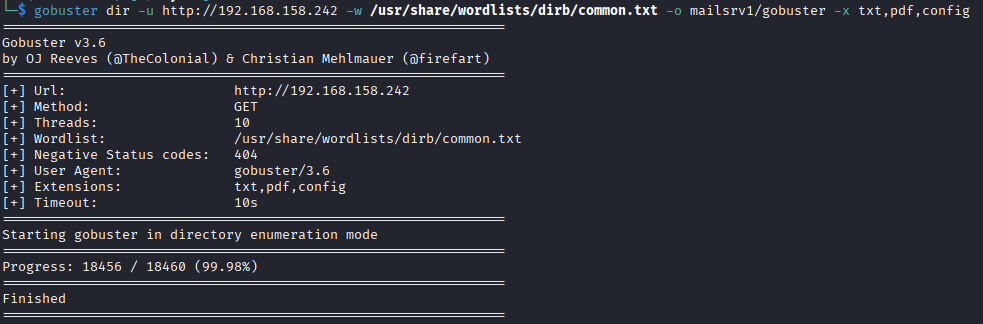 └─$ gobuster dir -u http://192.168.158.242 -w /usr/share/wordlists/dirb/common.txt -o mailsrv1/gobuster -x txt,pdf,config
===============================================================
Gobuster v3.6
by OJ Reeves (@TheColonial) & Christian Mehlmauer (@firefart)
===============================================================
[+] Url:                     http://192.168.158.242
[+] Method:                  GET
[+] Threads:                 10
[+] Wordlist:                /usr/share/wordlists/dirb/common.txt
[+] Negative Status codes:   404
[+] User Agent:              gobuster/3.6
[+] Extensions:              txt,pdf,config
[+] Timeout:                 10s
===============================================================
Starting gobuster in directory enumeration mode
===============================================================
Progress: 18456 / 18460 (99.98%)
===============================================================
Finished
===============================================================